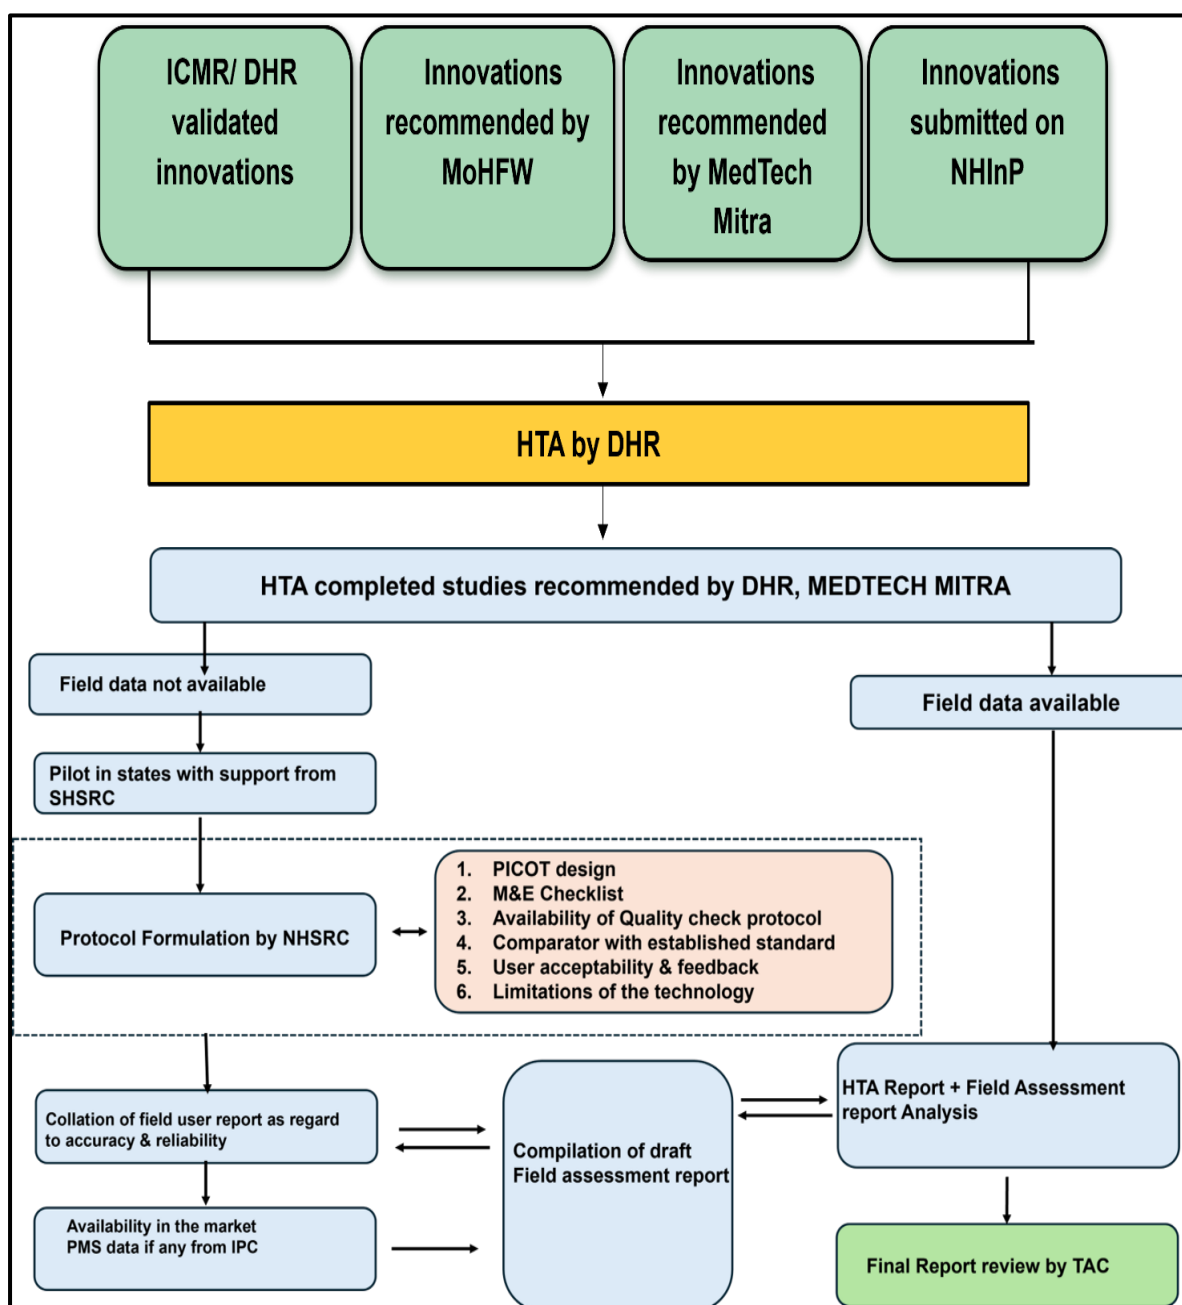 ICMR/ DHR
validated
innovations
Innovations
recommended by
MoHFW
Innovations
recommended
by MedTech
Mitra
Innovations
submitted on
NHInP
HTA by DHR
HTA completed studies recommended by DHR, MEDTECH MITRA
Field data not available
Field data available
Pilot in states with support from
SHSRC
Protocol Formulation by NHSRC
1. PICOT design
2. M&E Checklist
3. Availability of Quality check protocol
4. Comparator with established standard
5. User acceptability & feedback
6. Limitations of the technology
Collation of field user report as regard
to accuracy & reliability
Compilation of draft
Field assessment report
HTA Report + Field Assessment
report Analysis
Availability in the market
PMS data if any from IPC
Final Report review by TAC